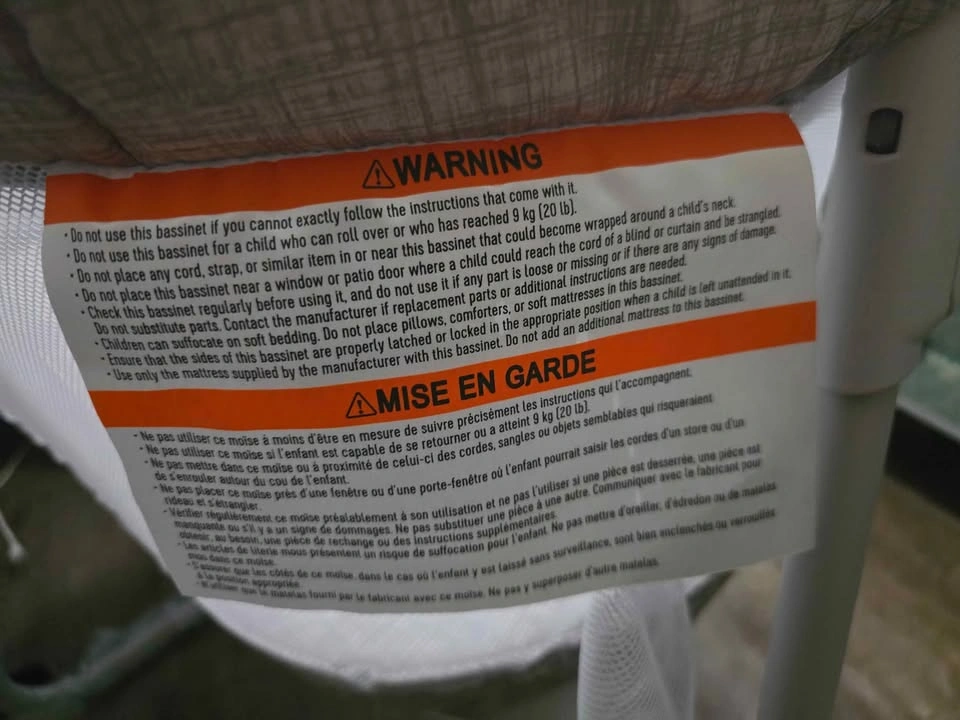 ⚠WARNING
· Do not use this bassinet if you cannot exactly follow the instructions that come with it.
· Do not use this bassinet for a child who can roll over or who has reached 9 kg (20 lb).
· Do not place any cord, strap, or similar item in or near this bassinet that could become wrapped around a child's neck.
· Do not place this bassinet near a window or patio door where a child could reach the cord of a blind or curtain and be strangled.
· Check this bassinet regularly before using it, and do not use it if any part is loose or missing or if there are any signs of damage.
Do not substitute parts. Contact the manufacturer if replacement parts or additional instructions are needed.
· Children can suffocate on soft bedding. Do not place pillows, comforters, or soft mattresses in this bassinet.
· Ensure that the sides of this bassinet are properly latched or locked in the appropriate position when a child is left unattended in it.
· Use only the mattress supplied by the manufacturer with this bassinet. Do not add an additional mattress to this bassinet.
⚠MISE EN GARDE
· Ne pas utiliser ce moïse à moins d'être en mesure de suivre précisément les instructions qui l'accompagnent.
· Ne pas utiliser ce moïse si l'enfant est capable de se retourner ou a atteint 9 kg (20 lb).
· Ne pas mettre dans ce moïse ou à proximité de celui-ci des cordes, sangles ou objets semblables qui risqueraient
de s'enrouler autour du cou de l'enfant.
· Ne pas placer ce moïse près d'une fenêtre ou d'une porte-fenêtre où l'enfant pourrait saisir les cordes d'un store ou d'un
rideau et s'étrangler.
· Vérifier régulièrement ce moïse préalablement à son utilisation et ne pas l'utiliser si une pièce est desserrée, une pièce est
manquante ou s'il y a un signe de dommages. Ne pas substituer une pièce à une autre. Communiquer avec le fabricant pour
obtenir, au besoin, une pièce de rechange ou des instructions supplémentaires.
· Les articles de literie mous présentent un risque de suffocation pour l'enfant. Ne pas mettre d'oreiller, d'édredon ou de matelas
mou dans ce moïse.
· S'assurer que les côtés de ce moïse, dans le cas où l'enfant y est laissé sans surveillance, sont bien enclenchés ou verrouillés
à la position appropriée.
· N'utiliser que le matelas fourni par le fabricant avec ce moïse. Ne pas y superposer d'autre matelas.